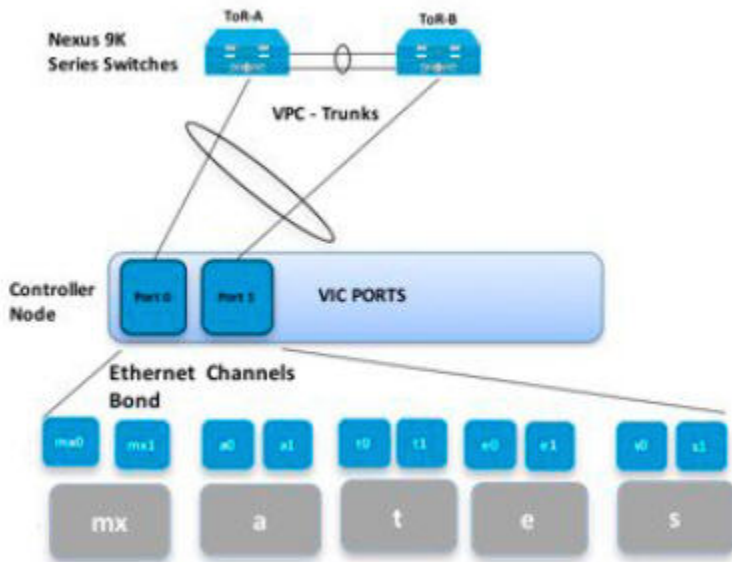 ToR-A
ToR-B
Nexus 9K
Series Switches
VPC - Trunks
Controller
Node
Port 0
Port 1
VIC PORTS
Ethernet Channels
Bond
mx1
a0
a1
t0
t1
e0
e1
s0
s1
mx
a
t
e
s